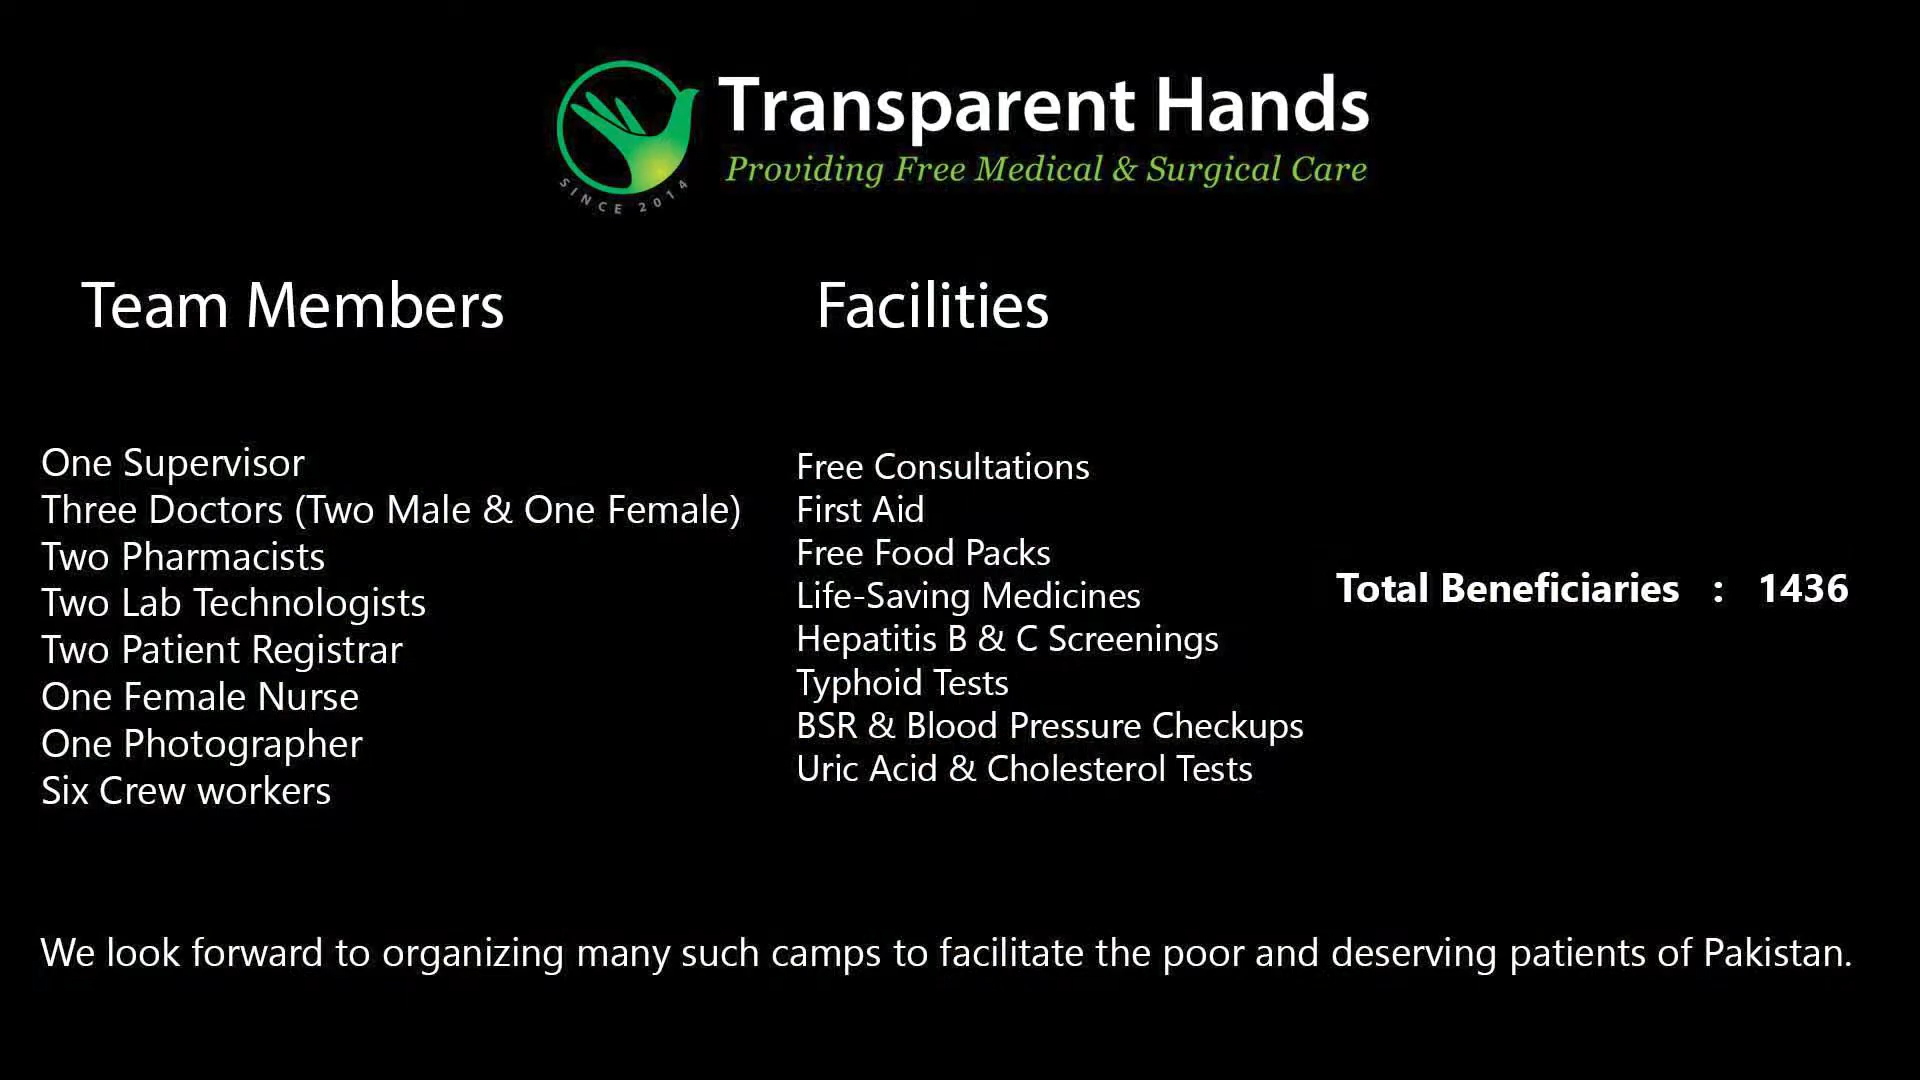 Transparent Hands
Providing Free Medical & Surgical Care
SINCE 2014
Team Members
One Supervisor
Three Doctors (Two Male & One Female)
Two Pharmacists
Two Lab Technologists
Two Patient Registrar
One Female Nurse
One Photographer
Six Crew workers
Facilities
Free Consultations
First Aid
Free Food Packs
Life-Saving Medicines
Hepatitis B & C Screenings
Typhoid Tests
BSR & Blood Pressure Checkups
Uric Acid & Cholesterol Tests
Total Beneficiaries : 1436
We look forward to organizing many such camps to facilitate the poor and deserving patients of Pakistan.